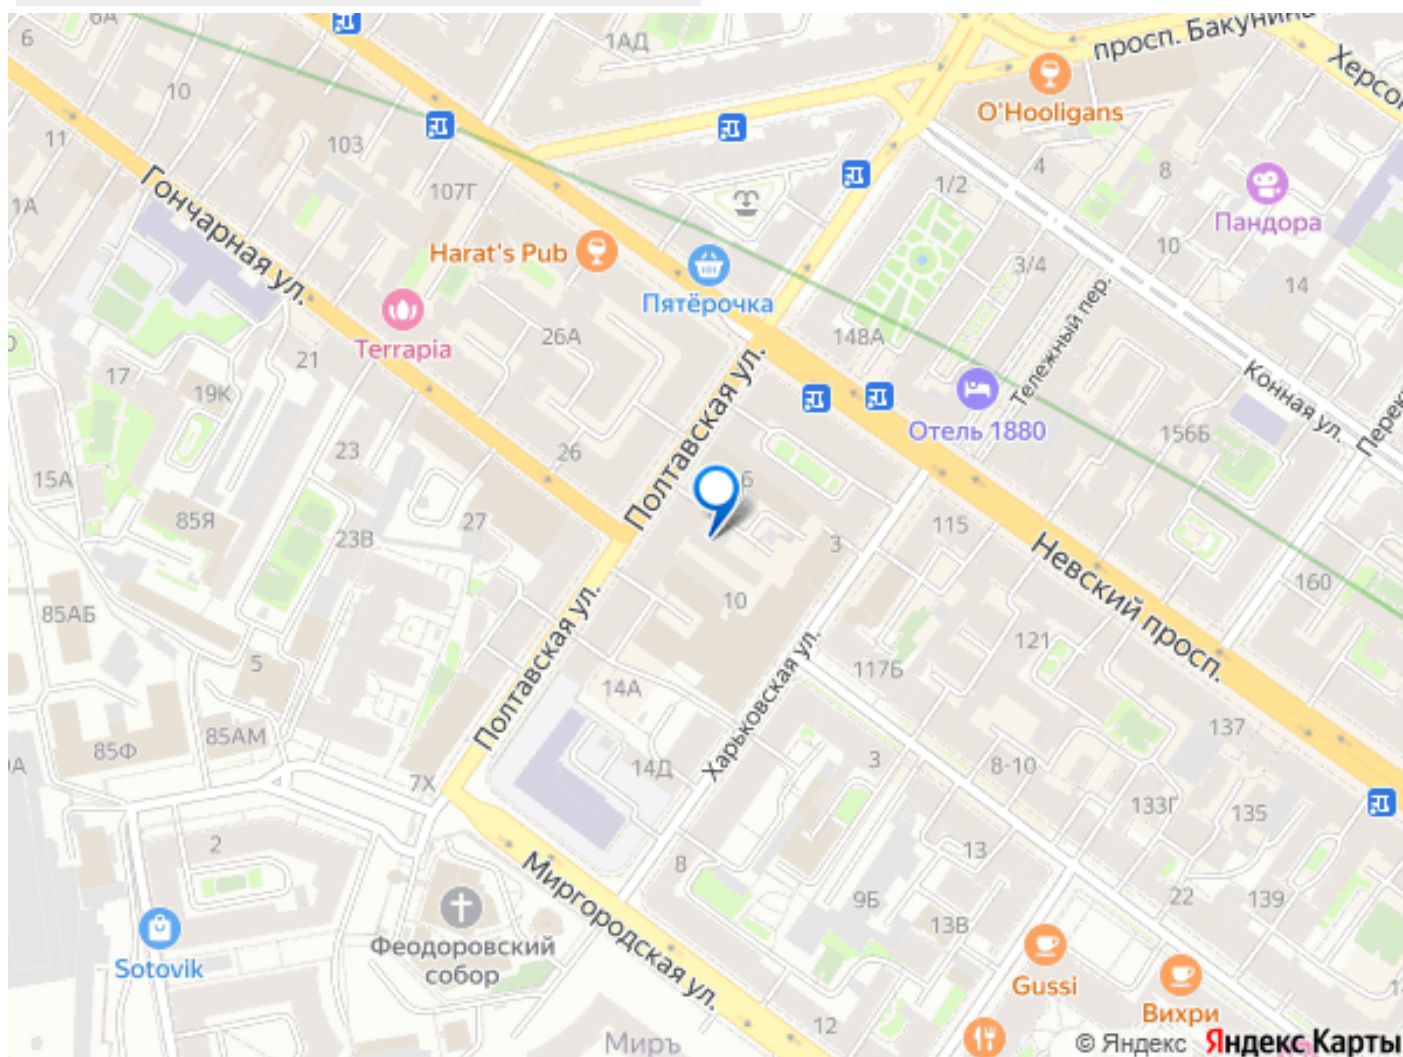 6А
6
1АД
просп. Бакунина
O'Hooligans
10
11
103
107Г
1А
1/2
4
8
Пандора
10
Херсо
Гончарная ул.
Harat's Pub
Пятёрочка
3/4
14
Terrapia
26А
148А
Тележный пер.
Конная ул.
21
17
19К
Полтавская ул.
Отель 1880
156Б
23
26
15А
85Я
23В
27
6
3
115
160
Невский просп.
85АБ
10
121
117Б
5
Полтавская ул.
14А
Харьковская ул.
137
85Ф
85АМ
7Х
14Д
3
8-10
133Г
135
2
8
13
22
139
9Б
13В
Миргородская ул.
Феодоровский
собор
Sotovik
Gussi
Вихри
12
Миръ
© Яндекс Яндекс Карты